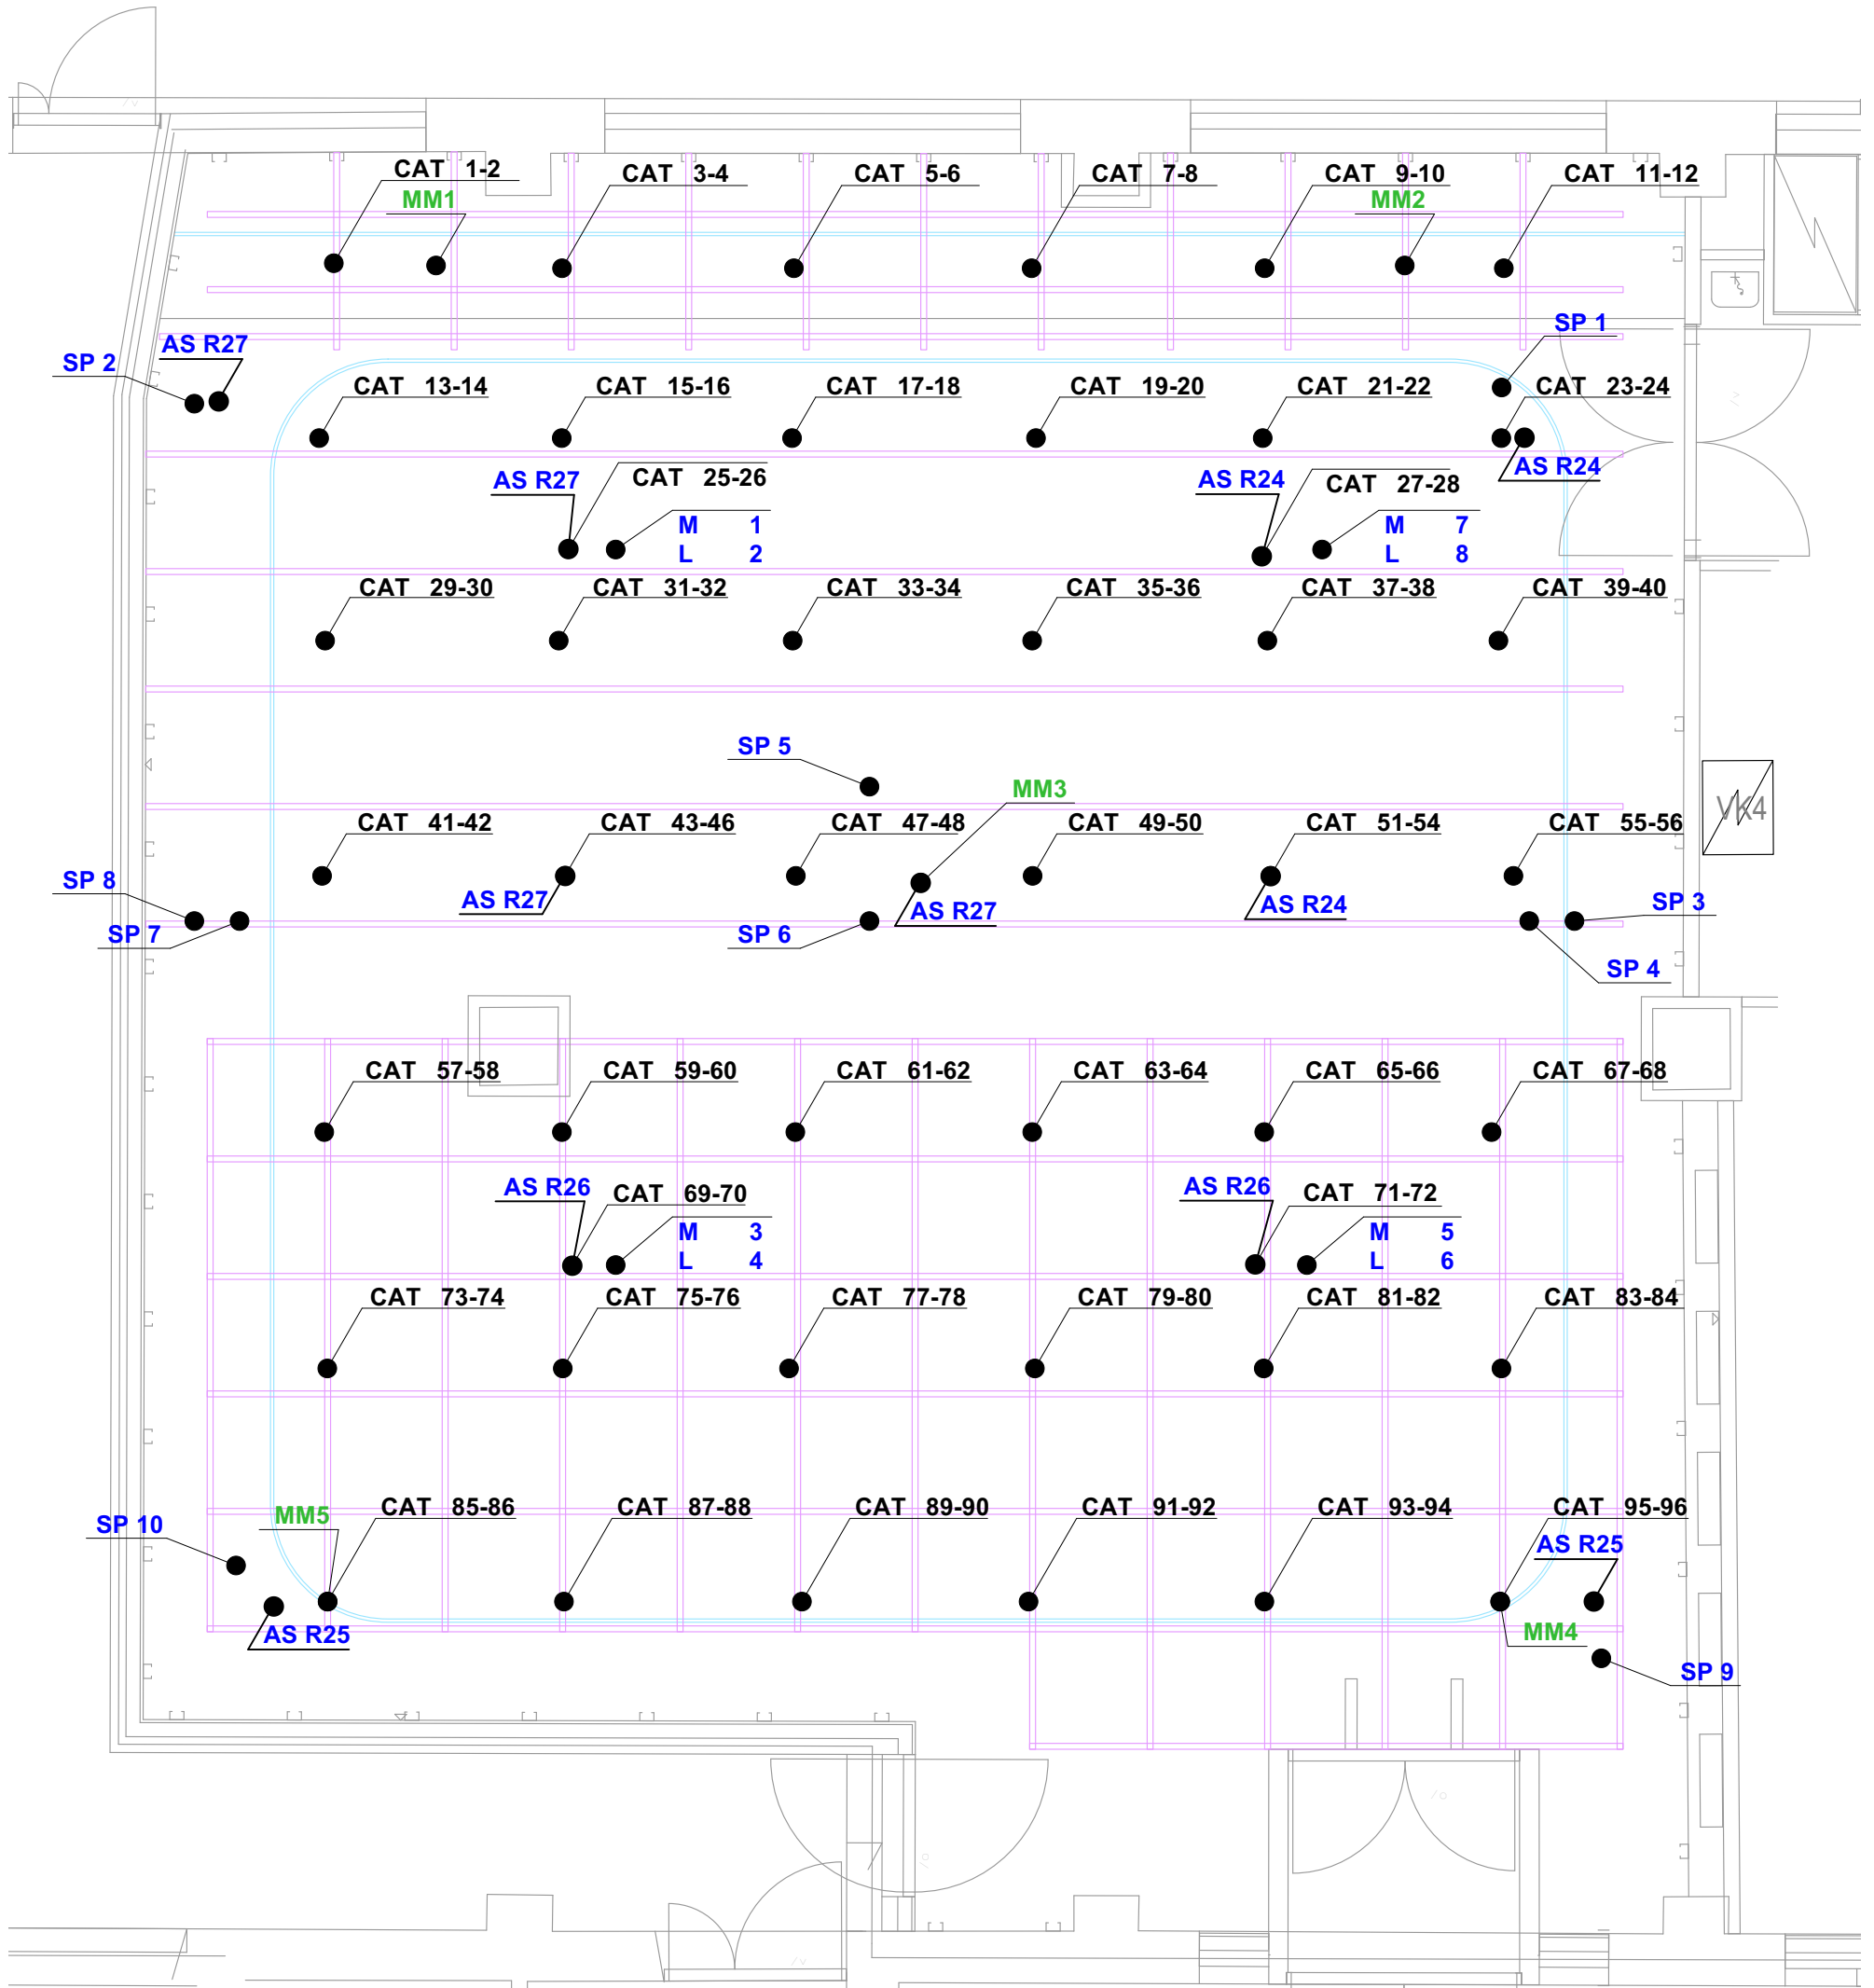 CAT 1-2
CAT 3-4
CAT 5-6
CAT 7-8
CAT 9-10
CAT 11-12
MM1
MM2
SP 1
AS R27
SP 2
CAT 13-14
CAT 15-16
CAT 17-18
CAT 19-20
CAT 21-22
CAT 23-24
AS R27
CAT 25-26
AS R24
CAT 27-28
AS R24
M 1
L 2
M 7
L 8
CAT 29-30
CAT 31-32
CAT 33-34
CAT 35-36
CAT 37-38
CAT 39-40
SP 5
MM3
VK4
CAT 41-42
CAT 43-46
CAT 47-48
CAT 49-50
CAT 51-54
CAT 55-56
SP 8
AS R27
AS R27
AS R24
SP 3
SP 7
SP 6
SP 4
CAT 57-58
CAT 59-60
CAT 61-62
CAT 63-64
CAT 65-66
CAT 67-68
AS R26
CAT 69-70
AS R26
CAT 71-72
M 3
L 4
M 5
L 6
CAT 73-74
CAT 75-76
CAT 77-78
CAT 79-80
CAT 81-82
CAT 83-84
MM5
CAT 85-86
CAT 87-88
CAT 89-90
CAT 91-92
CAT 93-94
CAT 95-96
SP 10
AS R25
AS R25
MM4
SP 9